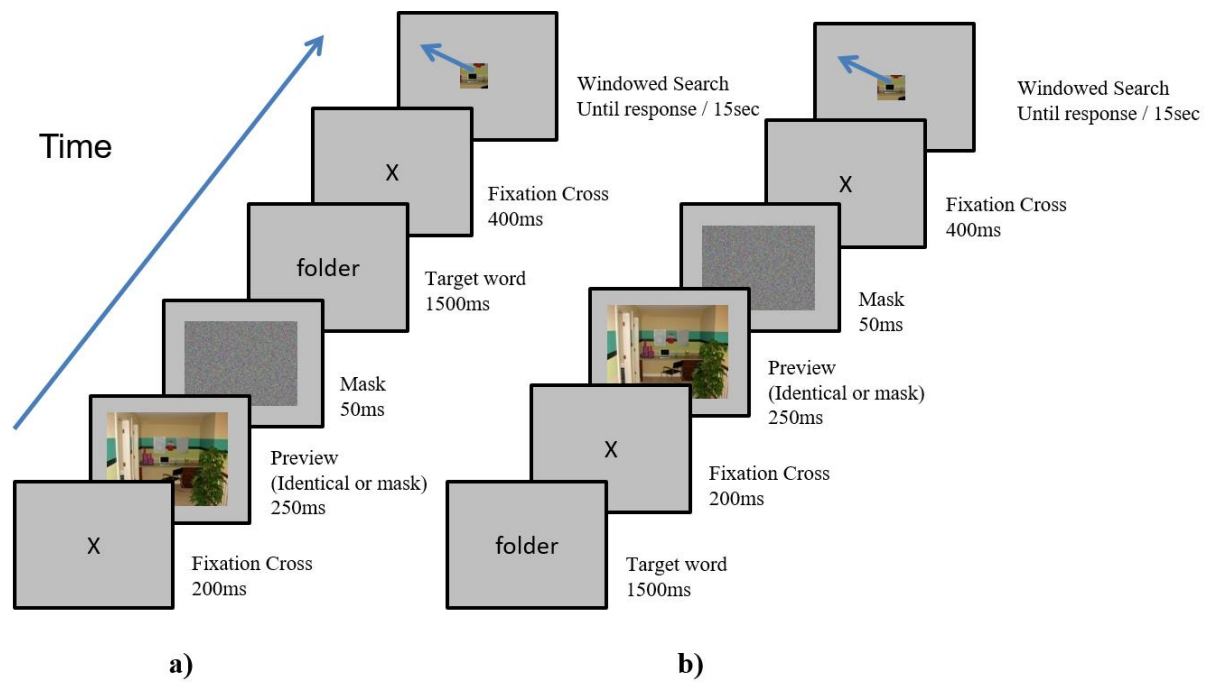 Time
Windowed Search
Until response / 15sec
X
Fixation Cross
400ms
folder
Target word
1500ms
Mask
50ms
Preview
(Identical or mask)
250ms
X
Fixation Cross
200ms
a)
Windowed Search
Until response / 15sec
X
Fixation Cross
400ms
Mask
50ms
Preview
(Identical or mask)
250ms
X
Fixation Cross
200ms
folder
Target word
1500ms
b)